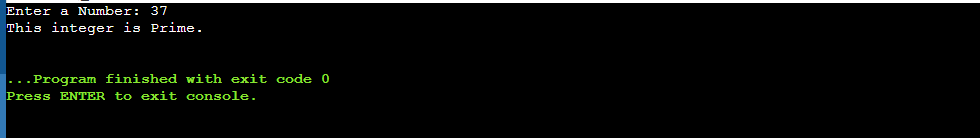 Enter a Number: 37
This integer is Prime.
...Program finished with exit code 0
Press ENTER to exit console.